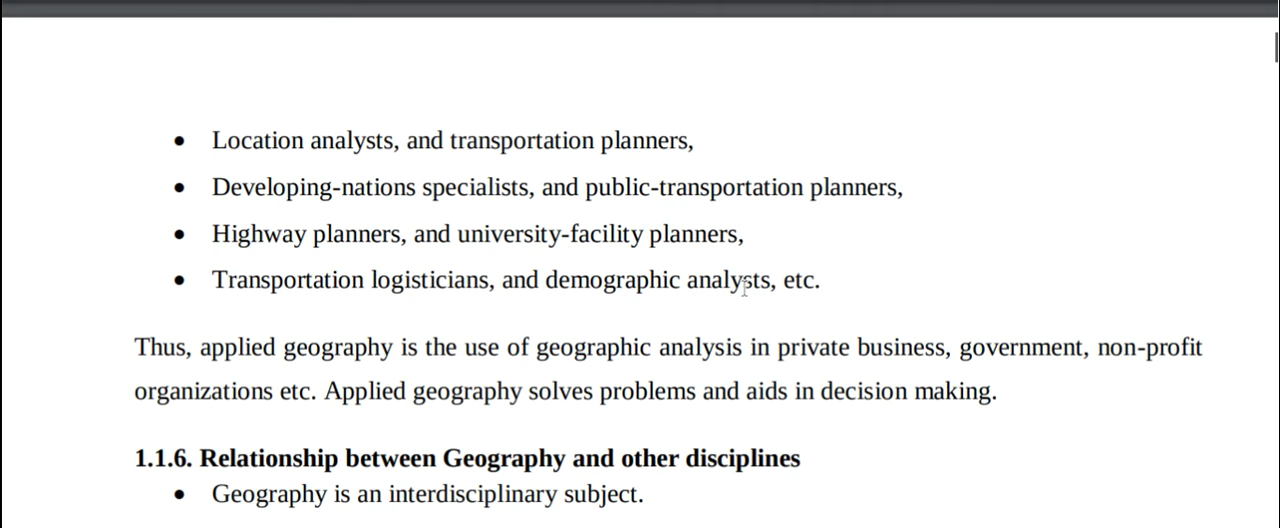 • Location analysts, and transportation planners,
• Developing-nations specialists, and public-transportation planners,
• Highway planners, and university-facility planners,
• Transportation logisticians, and demographic analysts, etc.
Thus, applied geography is the use of geographic analysis in private business, government, non-profit
organizations etc. Applied geography solves problems and aids in decision making.
1.1.6. Relationship between Geography and other disciplines
• Geography is an interdisciplinary subject.